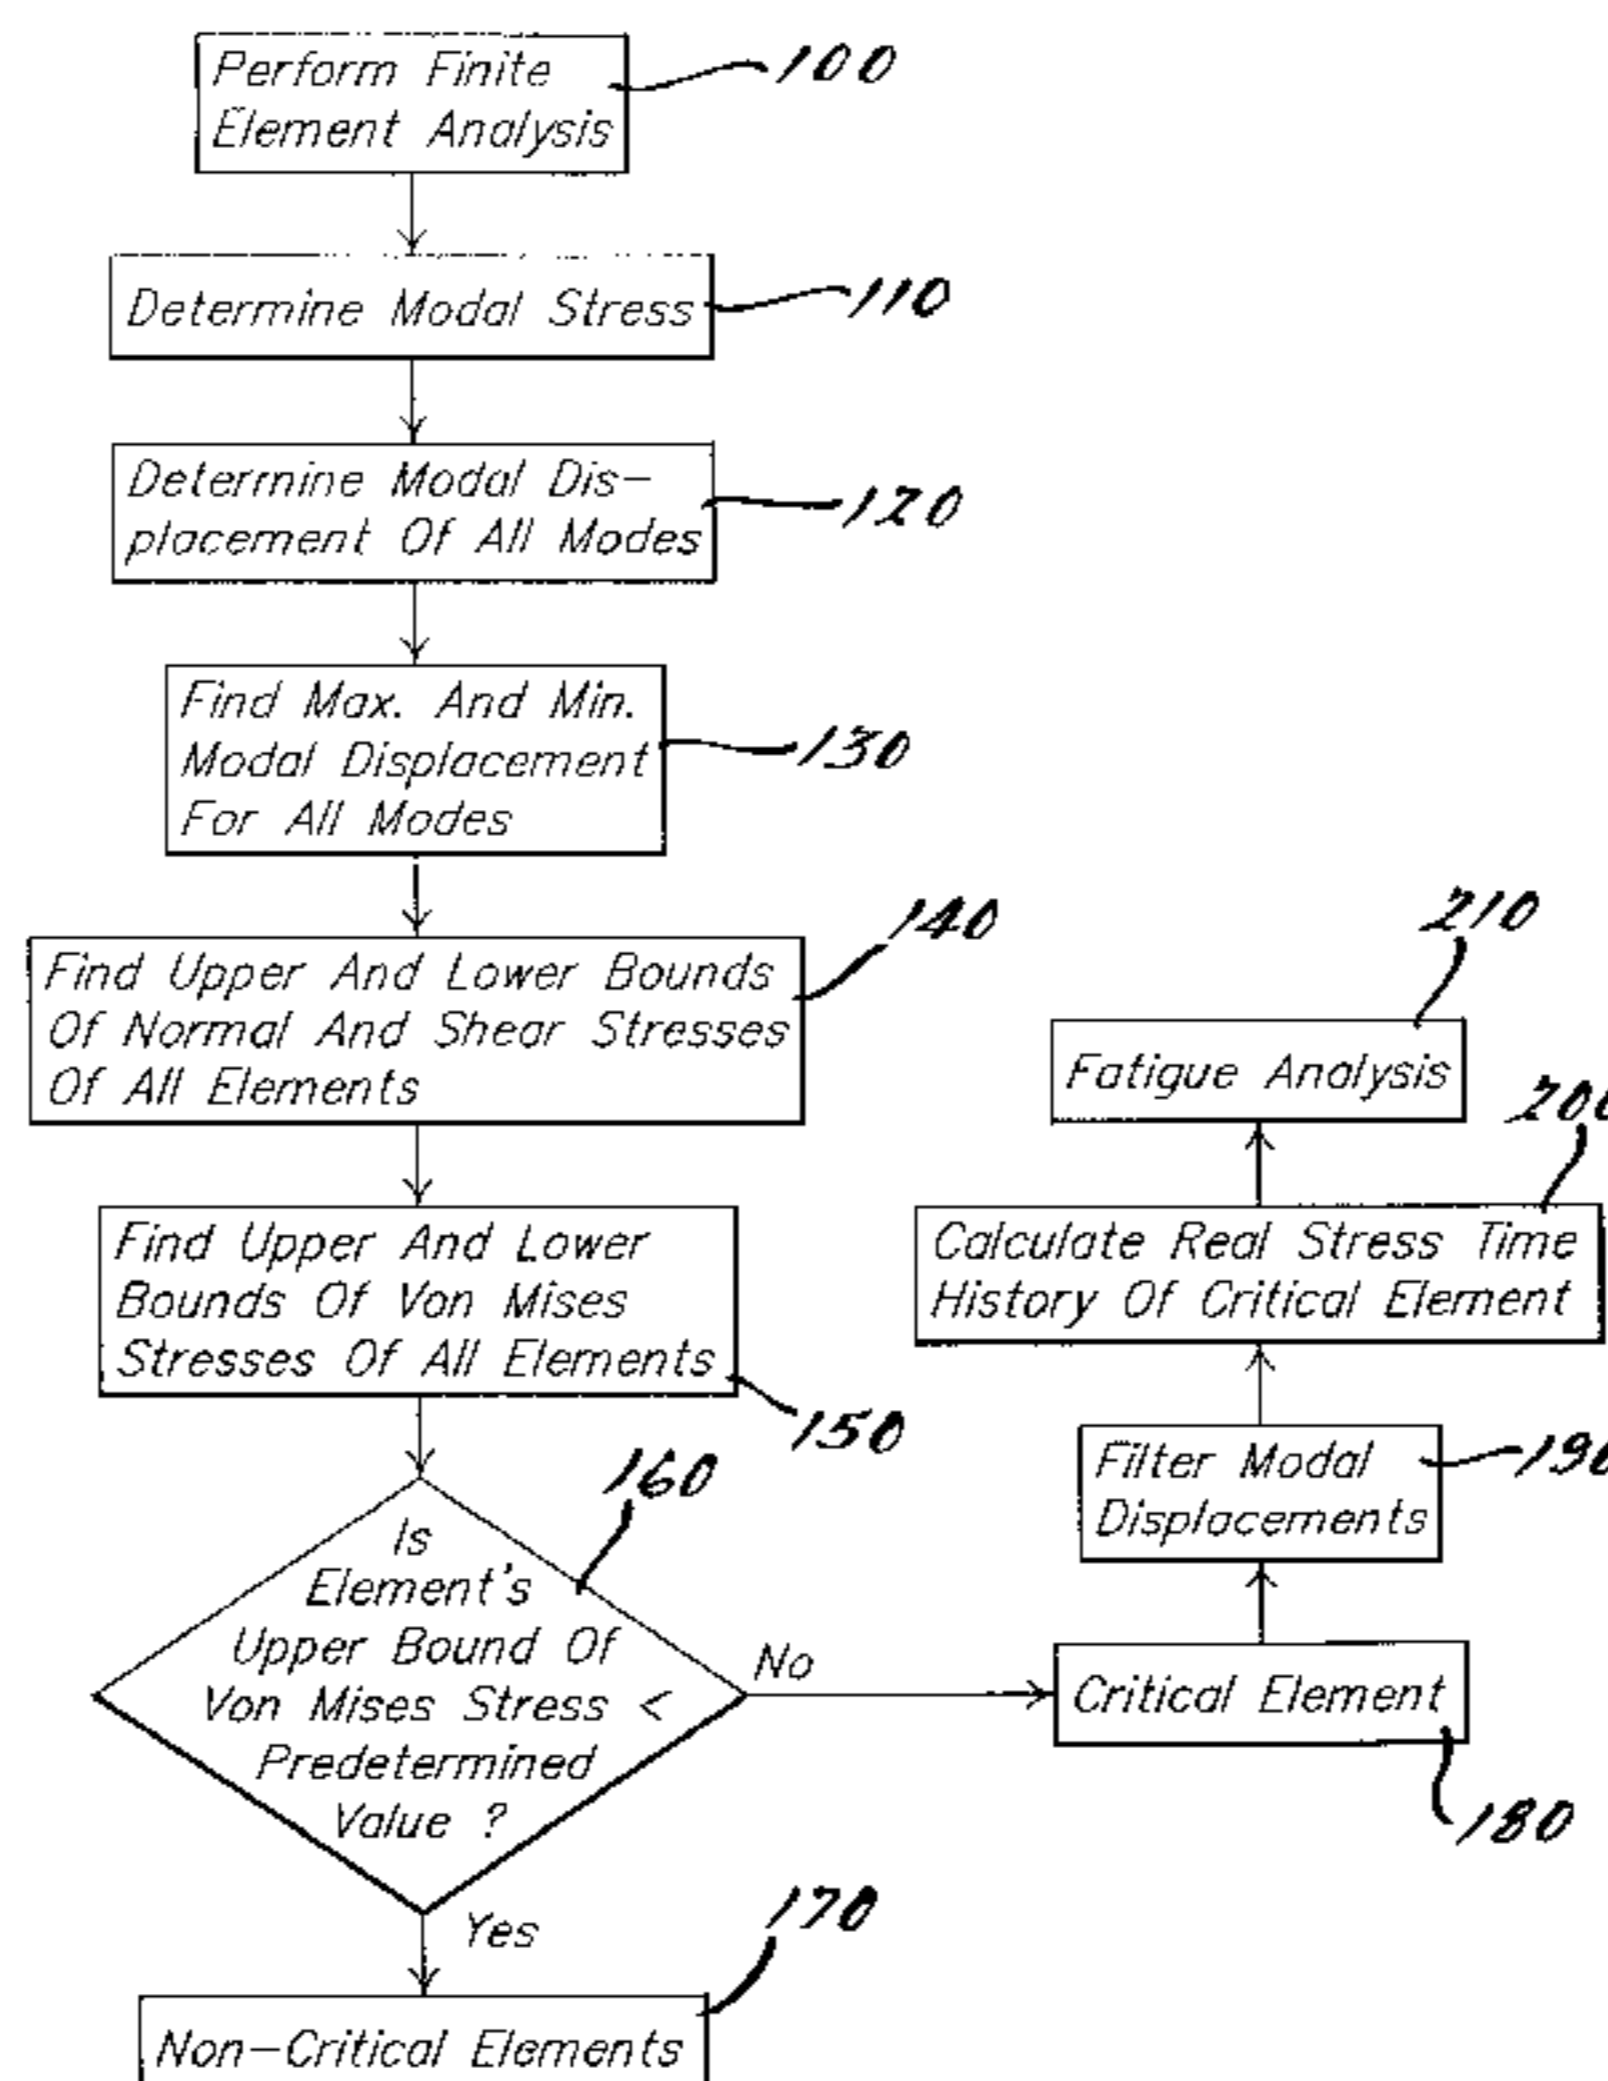 Perform Finite
Element Analysis
100
Determine Modal Stress
110
Determine Modal Dis-
placement Of All Modes
120
Find Max. And Min.
Modal Displacement
For All Modes
130
Find Upper And Lower Bounds
Of Normal And Shear Stresses
Of All Elements
140
Find Upper And Lower
Bounds Of Von Mises
Stresses Of All Elements
150
Is
Element's
Upper Bound Of
Von Mises Stress <
Predetermined
Value ?
160
Yes
Non-Critical Elements
170
No
Critical Element
180
Filter Modal
Displacements
190
Calculate Real Stress Time
History Of Critical Element
200
Fatigue Analysis
210